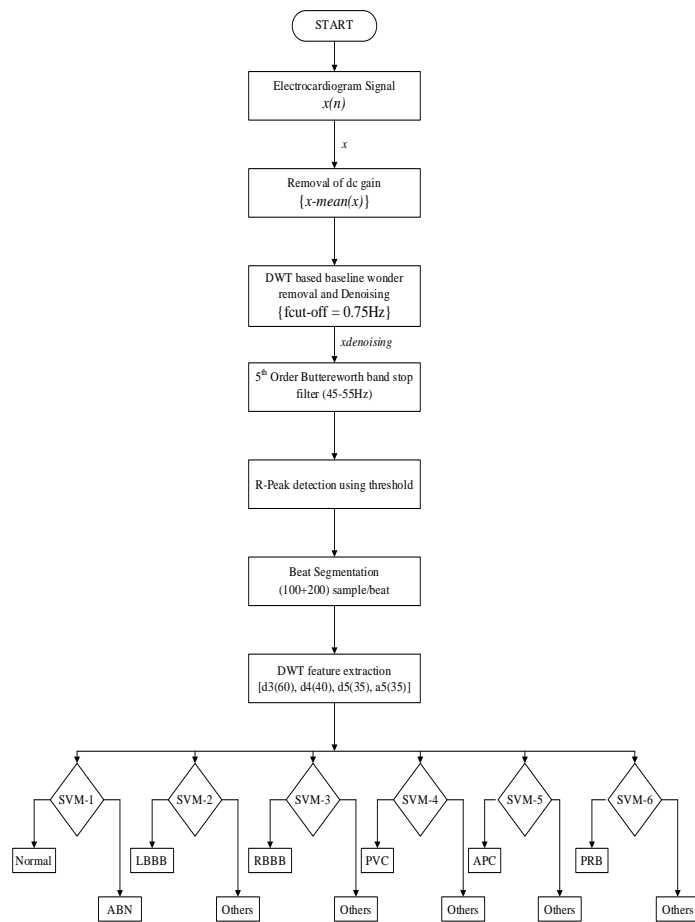 START
Electrocardiogram Signal
x(n)
x
Removal of dc gain
{x-mean(x)}
DWT based baseline wonder
removal and Denoising
{fcut-off = 0.75Hz}
xdenoising
5th Order Buttereworth band stop
filter (45-55Hz)
R-Peak detection using threshold
Beat Segmentation
(100+200) sample/beat
DWT feature extraction
[d3(60), d4(40), d5(35), a5(35)]
SVM-1 SVM-2 SVM-3 SVM-4 SVM-5 SVM-6
Normal LBBB RBBB PVC APC PRB
ABN Others Others Others Others Others